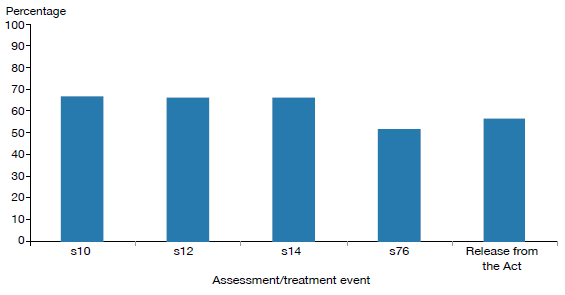 Percentage
100
90
80
70
60
50
40
30
20
10
0
s10 s12 s14 s76 Release from
the Act
Assessment/treatment event